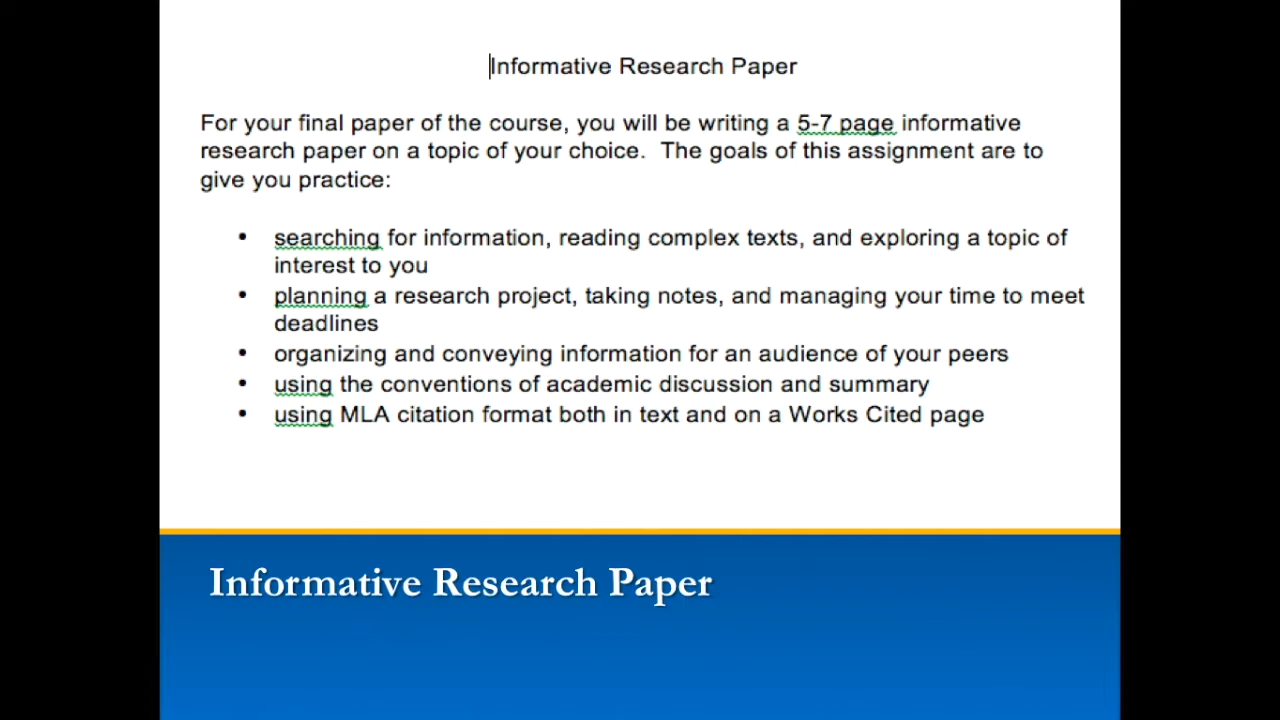 Informative Research Paper
For your final paper of the course, you will be writing a 5-7 page informative
research paper on a topic of your choice.  The goals of this assignment are to
give you practice:
• searching for information, reading complex texts, and exploring a topic of
interest to you
• planning a research project, taking notes, and managing your time to meet
deadlines
• organizing and conveying information for an audience of your peers
• using the conventions of academic discussion and summary
• using MLA citation format both in text and on a Works Cited page
Informative Research Paper